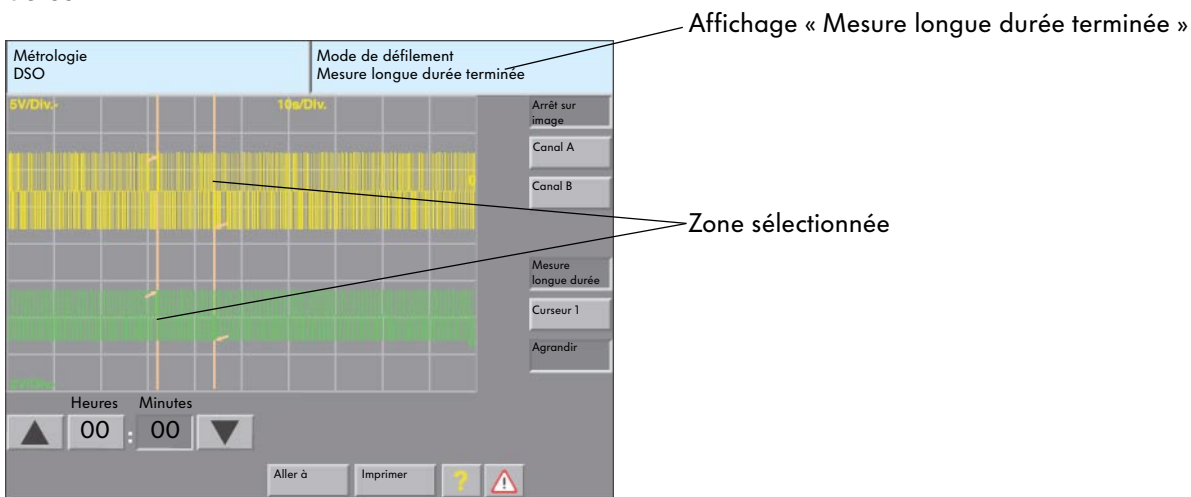 Affichage « Mesure longue durée terminée »
Métrologie
DSO
Mode de défilement
Mesure longue durée terminée
5V/Div.-
10s/Div.
Arrêt sur
image
Canal A
Canal B
Zone sélectionnée
Mesure
longue durée
Curseur 1
Agrandir
Heures Minutes
00 : 00
Aller à
Imprimer
?